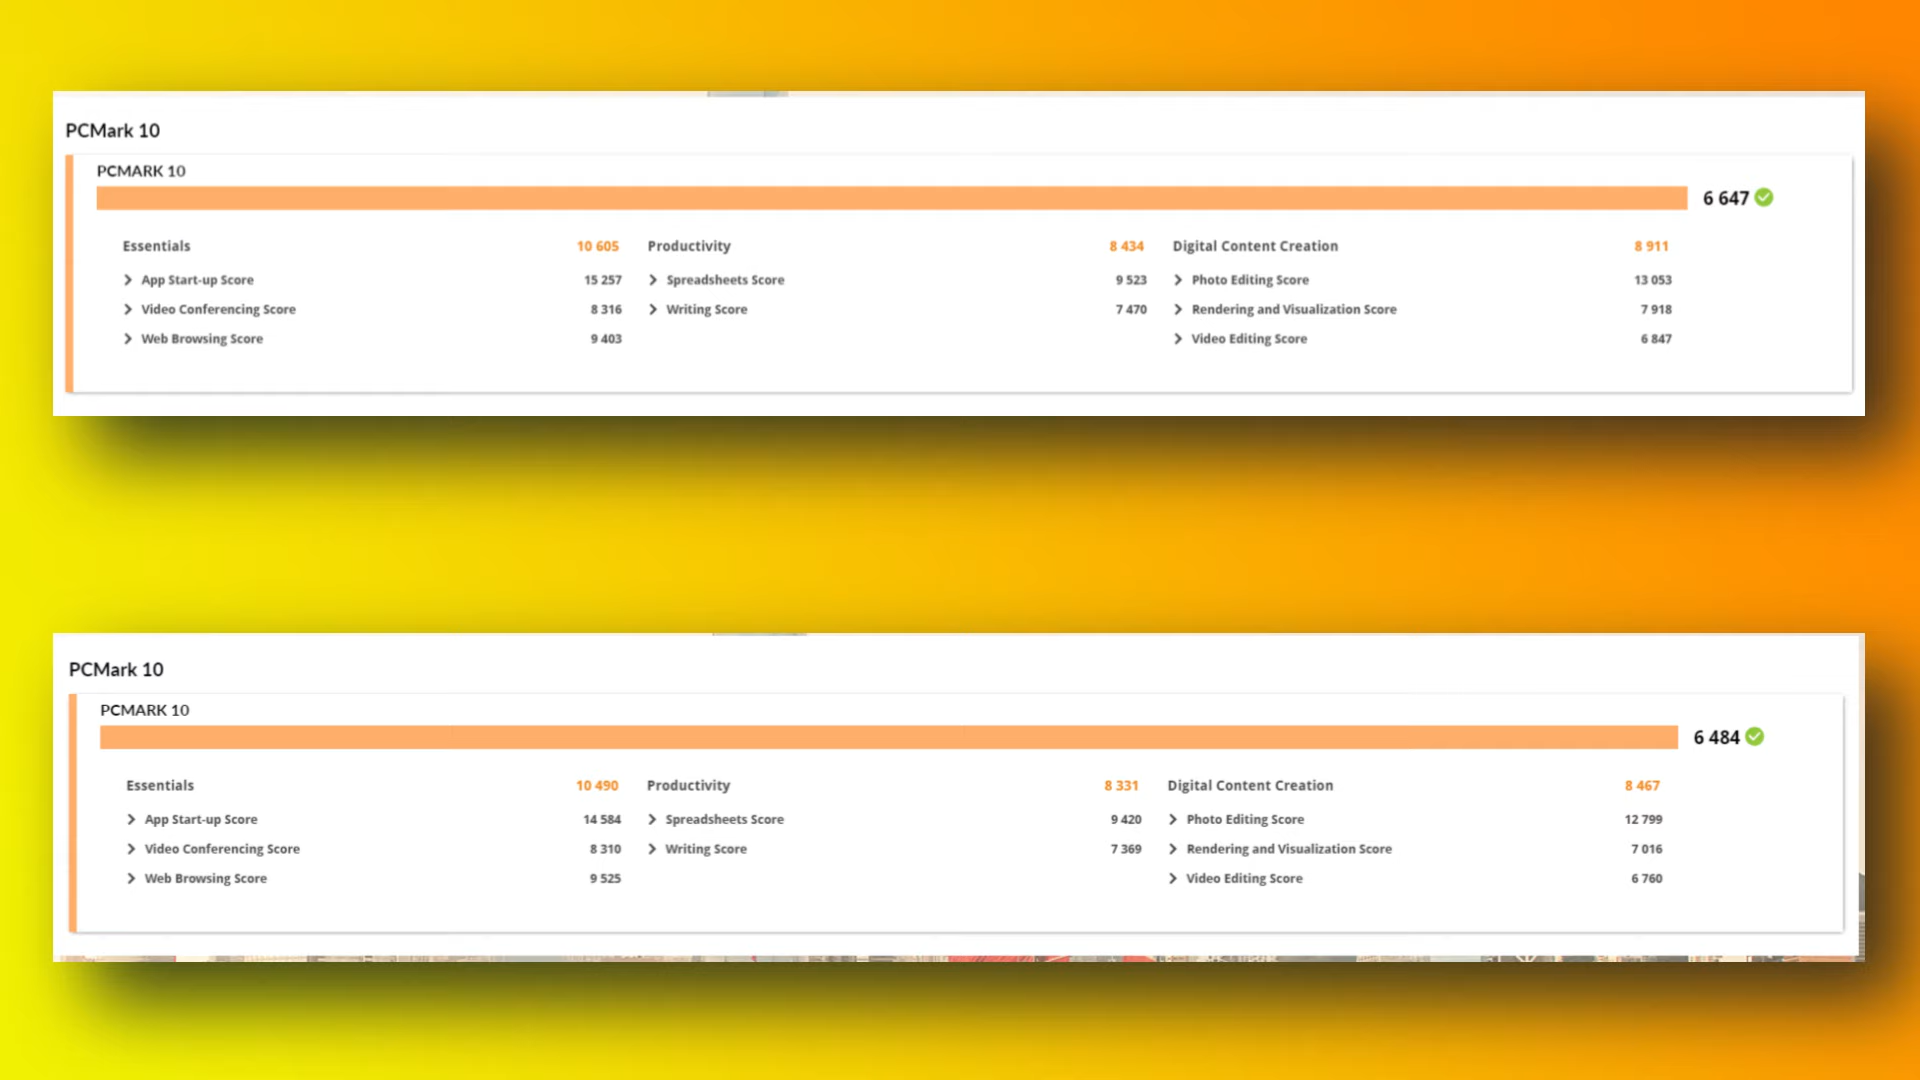 PCMark 10
PCMARK 10
6 647
Essentials 10 605 Productivity 8 434 Digital Content Creation 8 911
App Start-up Score 15 257 Spreadsheets Score 9 523 Photo Editing Score 13 053
Video Conferencing Score 8 316 Writing Score 7 470 Rendering and Visualization Score 7 918
Web Browsing Score 9 403 Video Editing Score 6 847
PCMark 10
PCMARK 10
6 484
Essentials 10 490 Productivity 8 331 Digital Content Creation 8 467
App Start-up Score 14 584 Spreadsheets Score 9 420 Photo Editing Score 12 799
Video Conferencing Score 8 310 Writing Score 7 369 Rendering and Visualization Score 7 016
Web Browsing Score 9 525 Video Editing Score 6 760